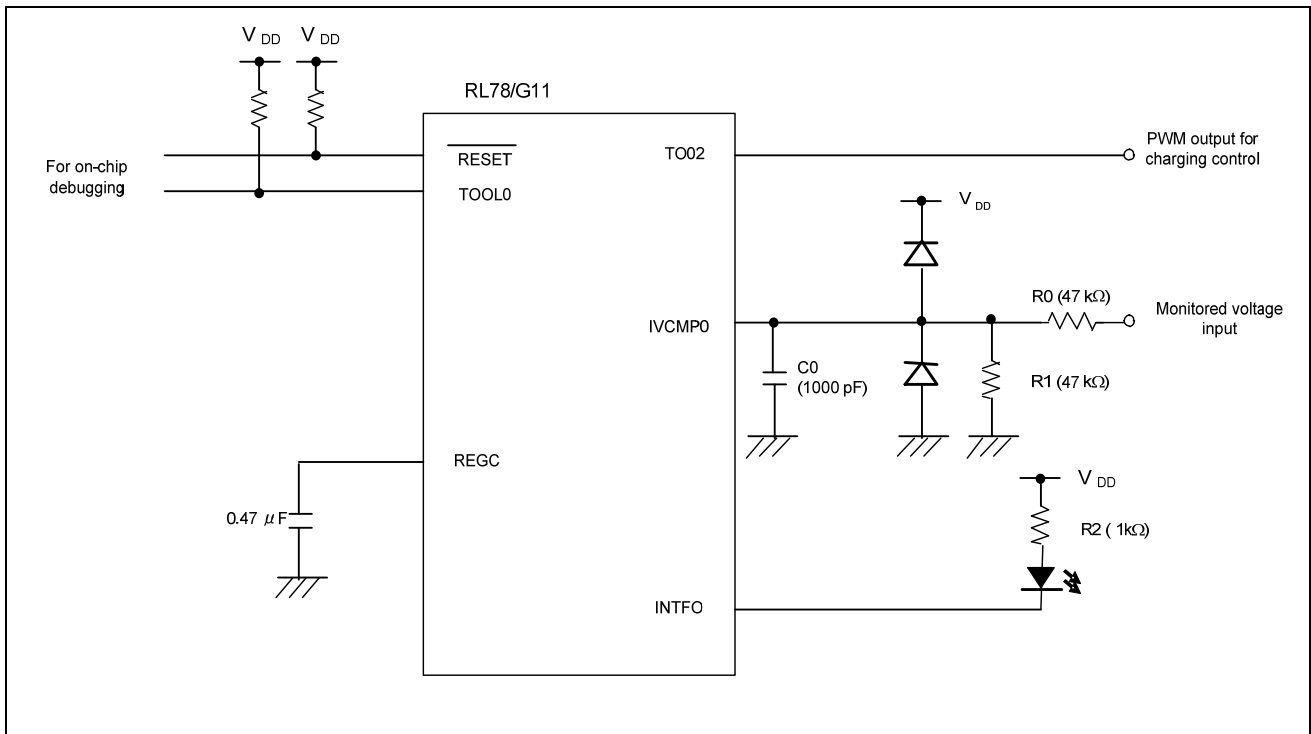 V DD V DD
RL78/G11
For on-chip
debugging
RESET
TOOL0
TO02
PWM output for
charging control
V DD
IVCMP0
R0 (47 kΩ)
Monitored voltage
input
C0
(1000 pF)
R1 (47 kΩ)
REGC
0.47 μF
V DD
R2 ( 1kΩ)
INTFO